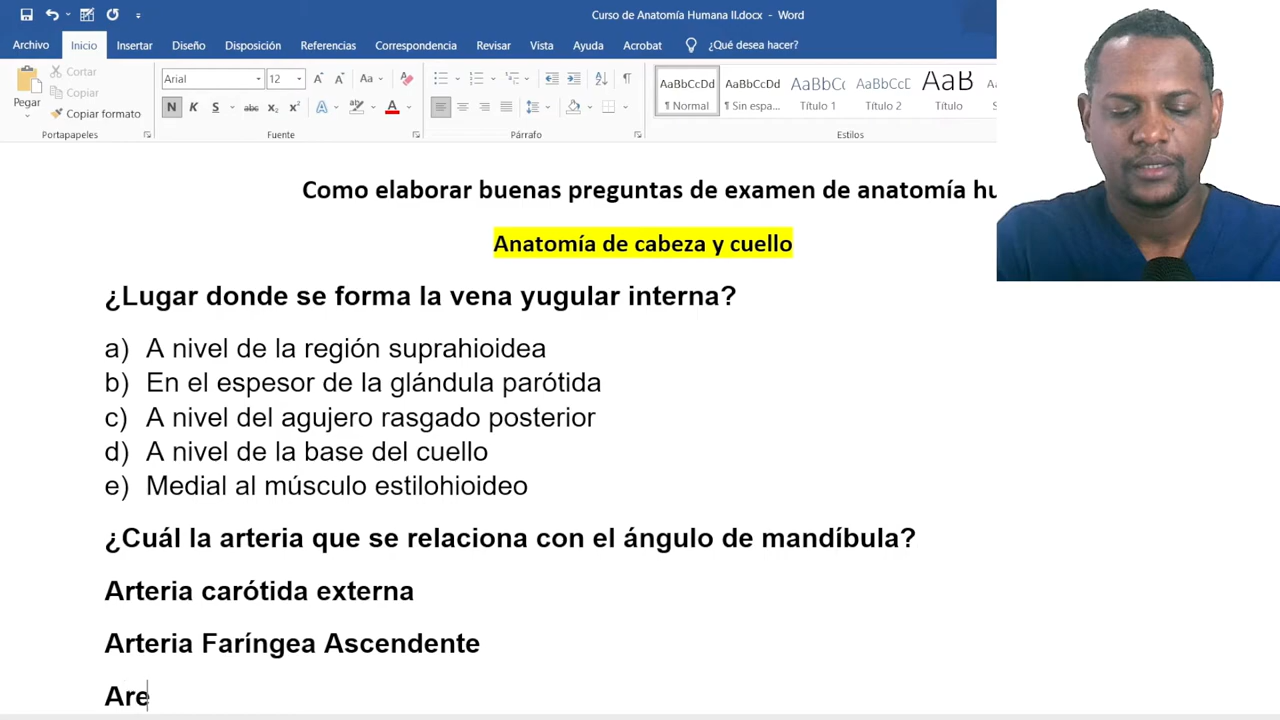 Curso de Anatomía Humana II.docx - Word
Archivo Inicio Insertar Diseño Disposición Referencias Correspondencia Revisar Vista Ayuda Acrobat ¿Qué desea hacer?
Pegar
Cortar
Copiar
Copiar formato
Portapapeles
Arial 12
N K S abc x₂ x² A A
Aa
Fuente
Párrafo
AaBbCcDd AaBbCcDd AaBbCc AaBbCcD AaB
¶ Normal ¶ Sin espa... Título 1 Título 2 Título S
Estilos
Como elaborar buenas preguntas de examen de anatomía hu
Anatomía de cabeza y cuello
¿Lugar donde se forma la vena yugular interna?
a) A nivel de la región suprahioidea
b) En el espesor de la glándula parótida
c) A nivel del agujero rasgado posterior
d) A nivel de la base del cuello
e) Medial al músculo estilohioideo
¿Cuál la arteria que se relaciona con el ángulo de mandíbula?
Arteria carótida externa
Arteria Faríngea Ascendente
Are